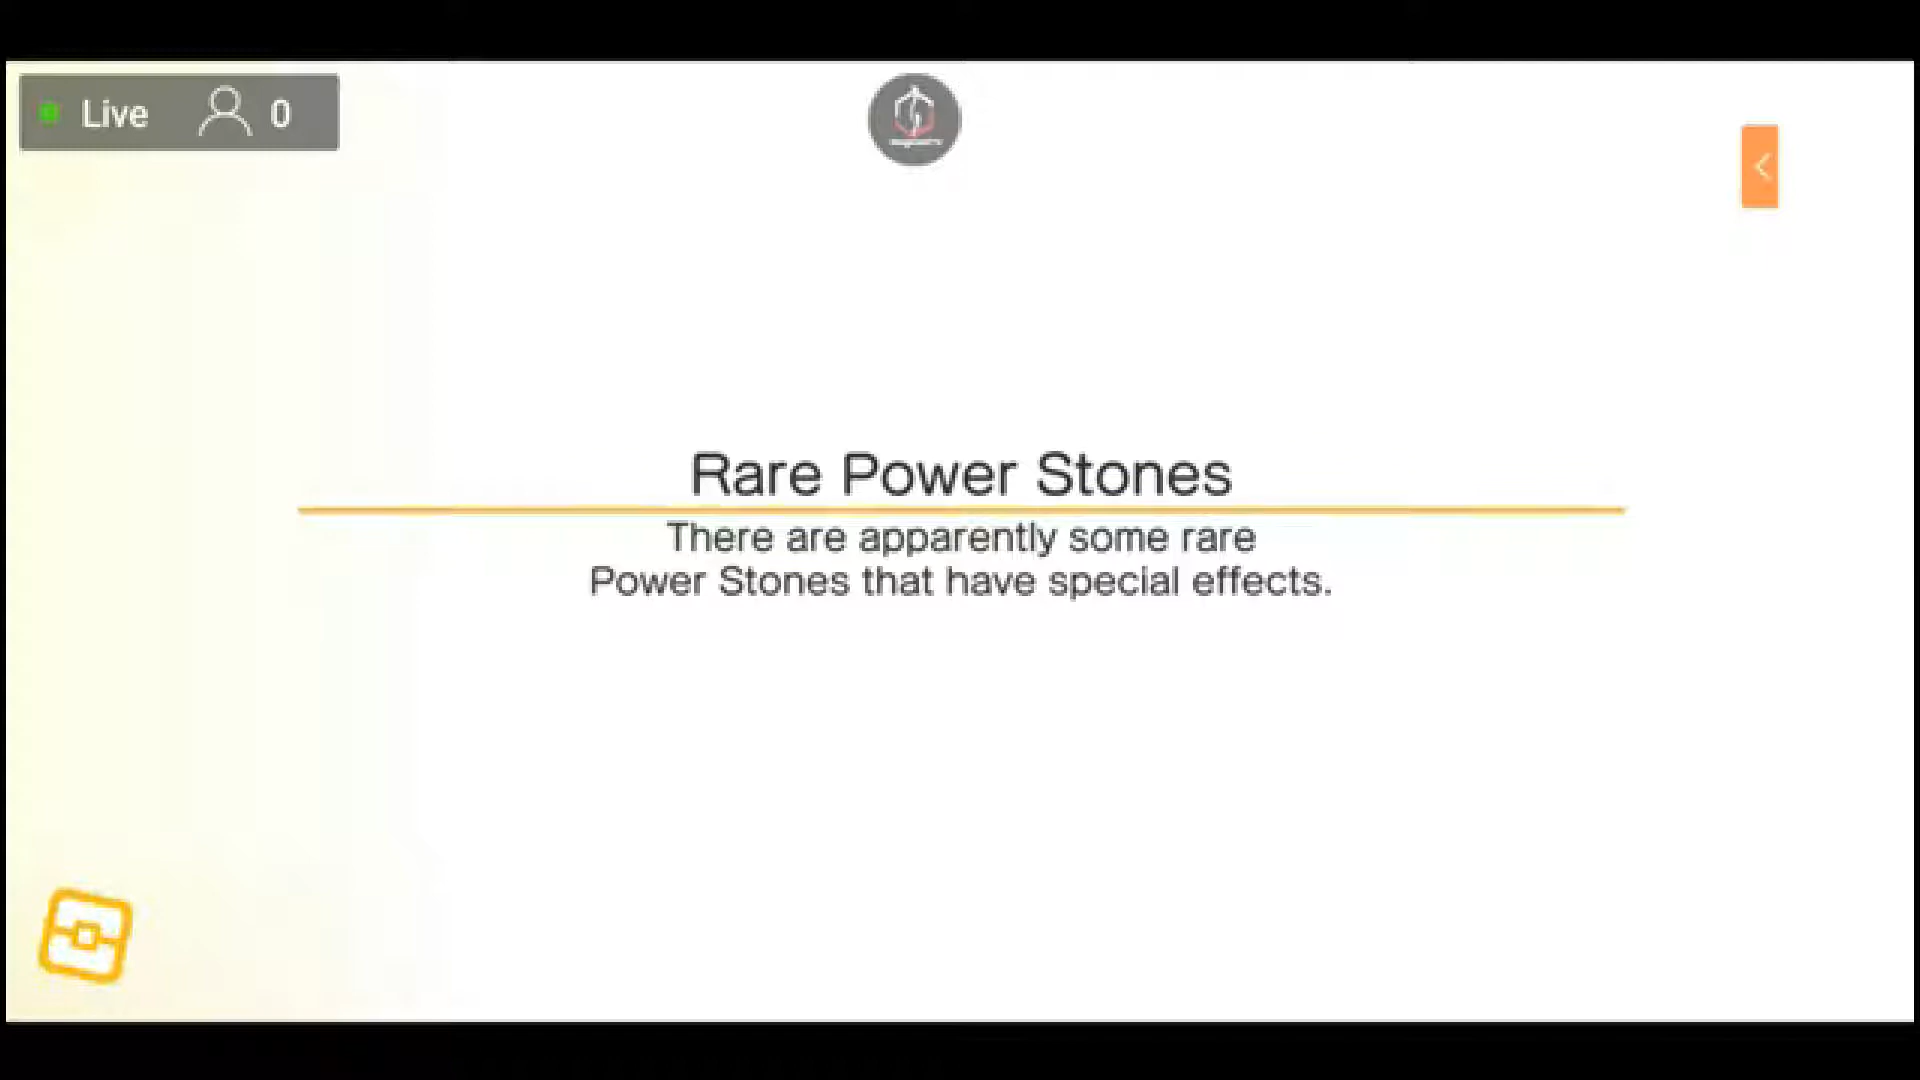 Live 0
Rare Power Stones
There are apparently some rare
Power Stones that have special effects.